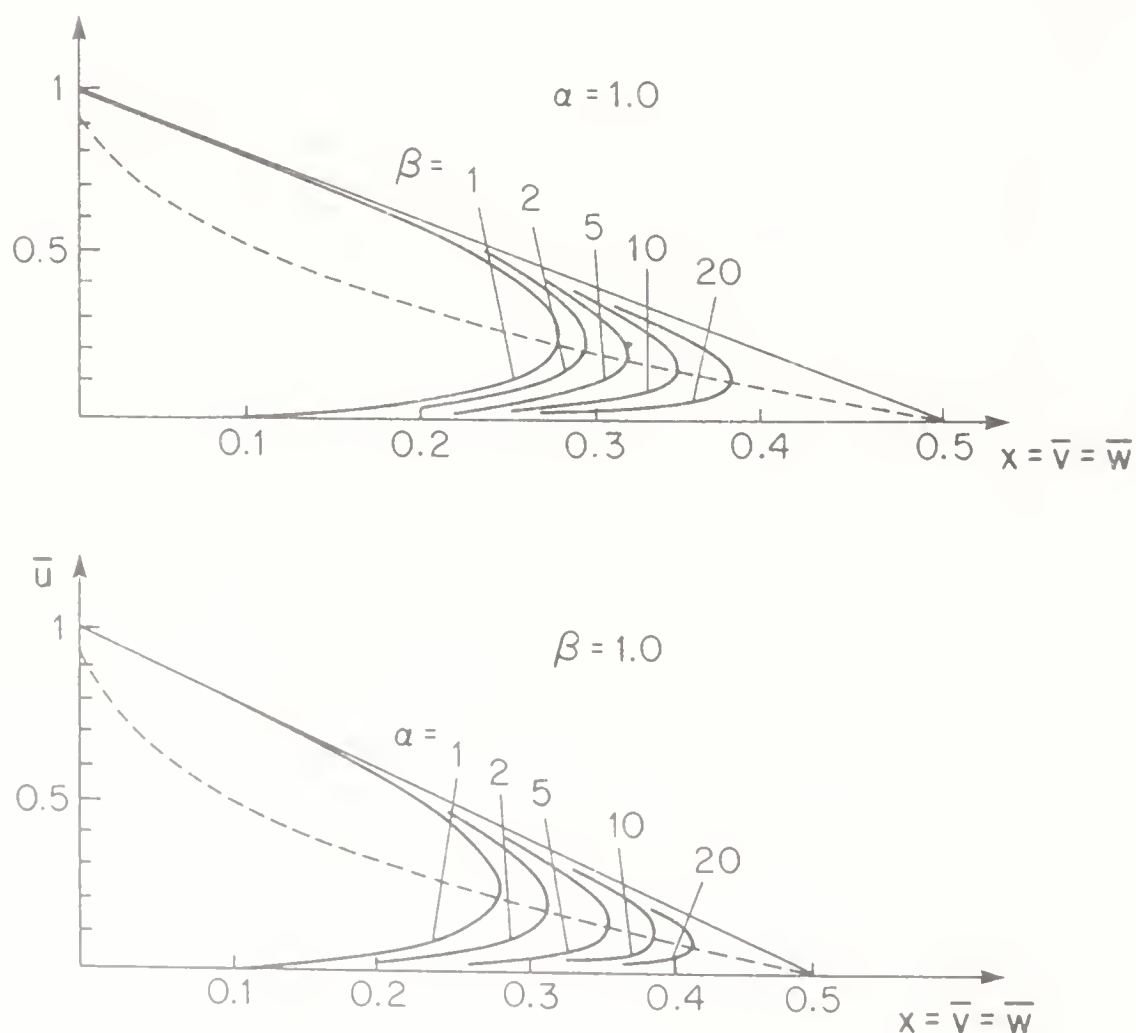 1
α = 1.0
β = 1 2 5 10 20
0.5
0.1 0.2 0.3 0.4 0.5
x = v̅ = w̅
u̅
1
β = 1.0
α = 1 2 5 10 20
0.5
0.1 0.2 0.3 0.4 0.5
x = v̅ = w̅